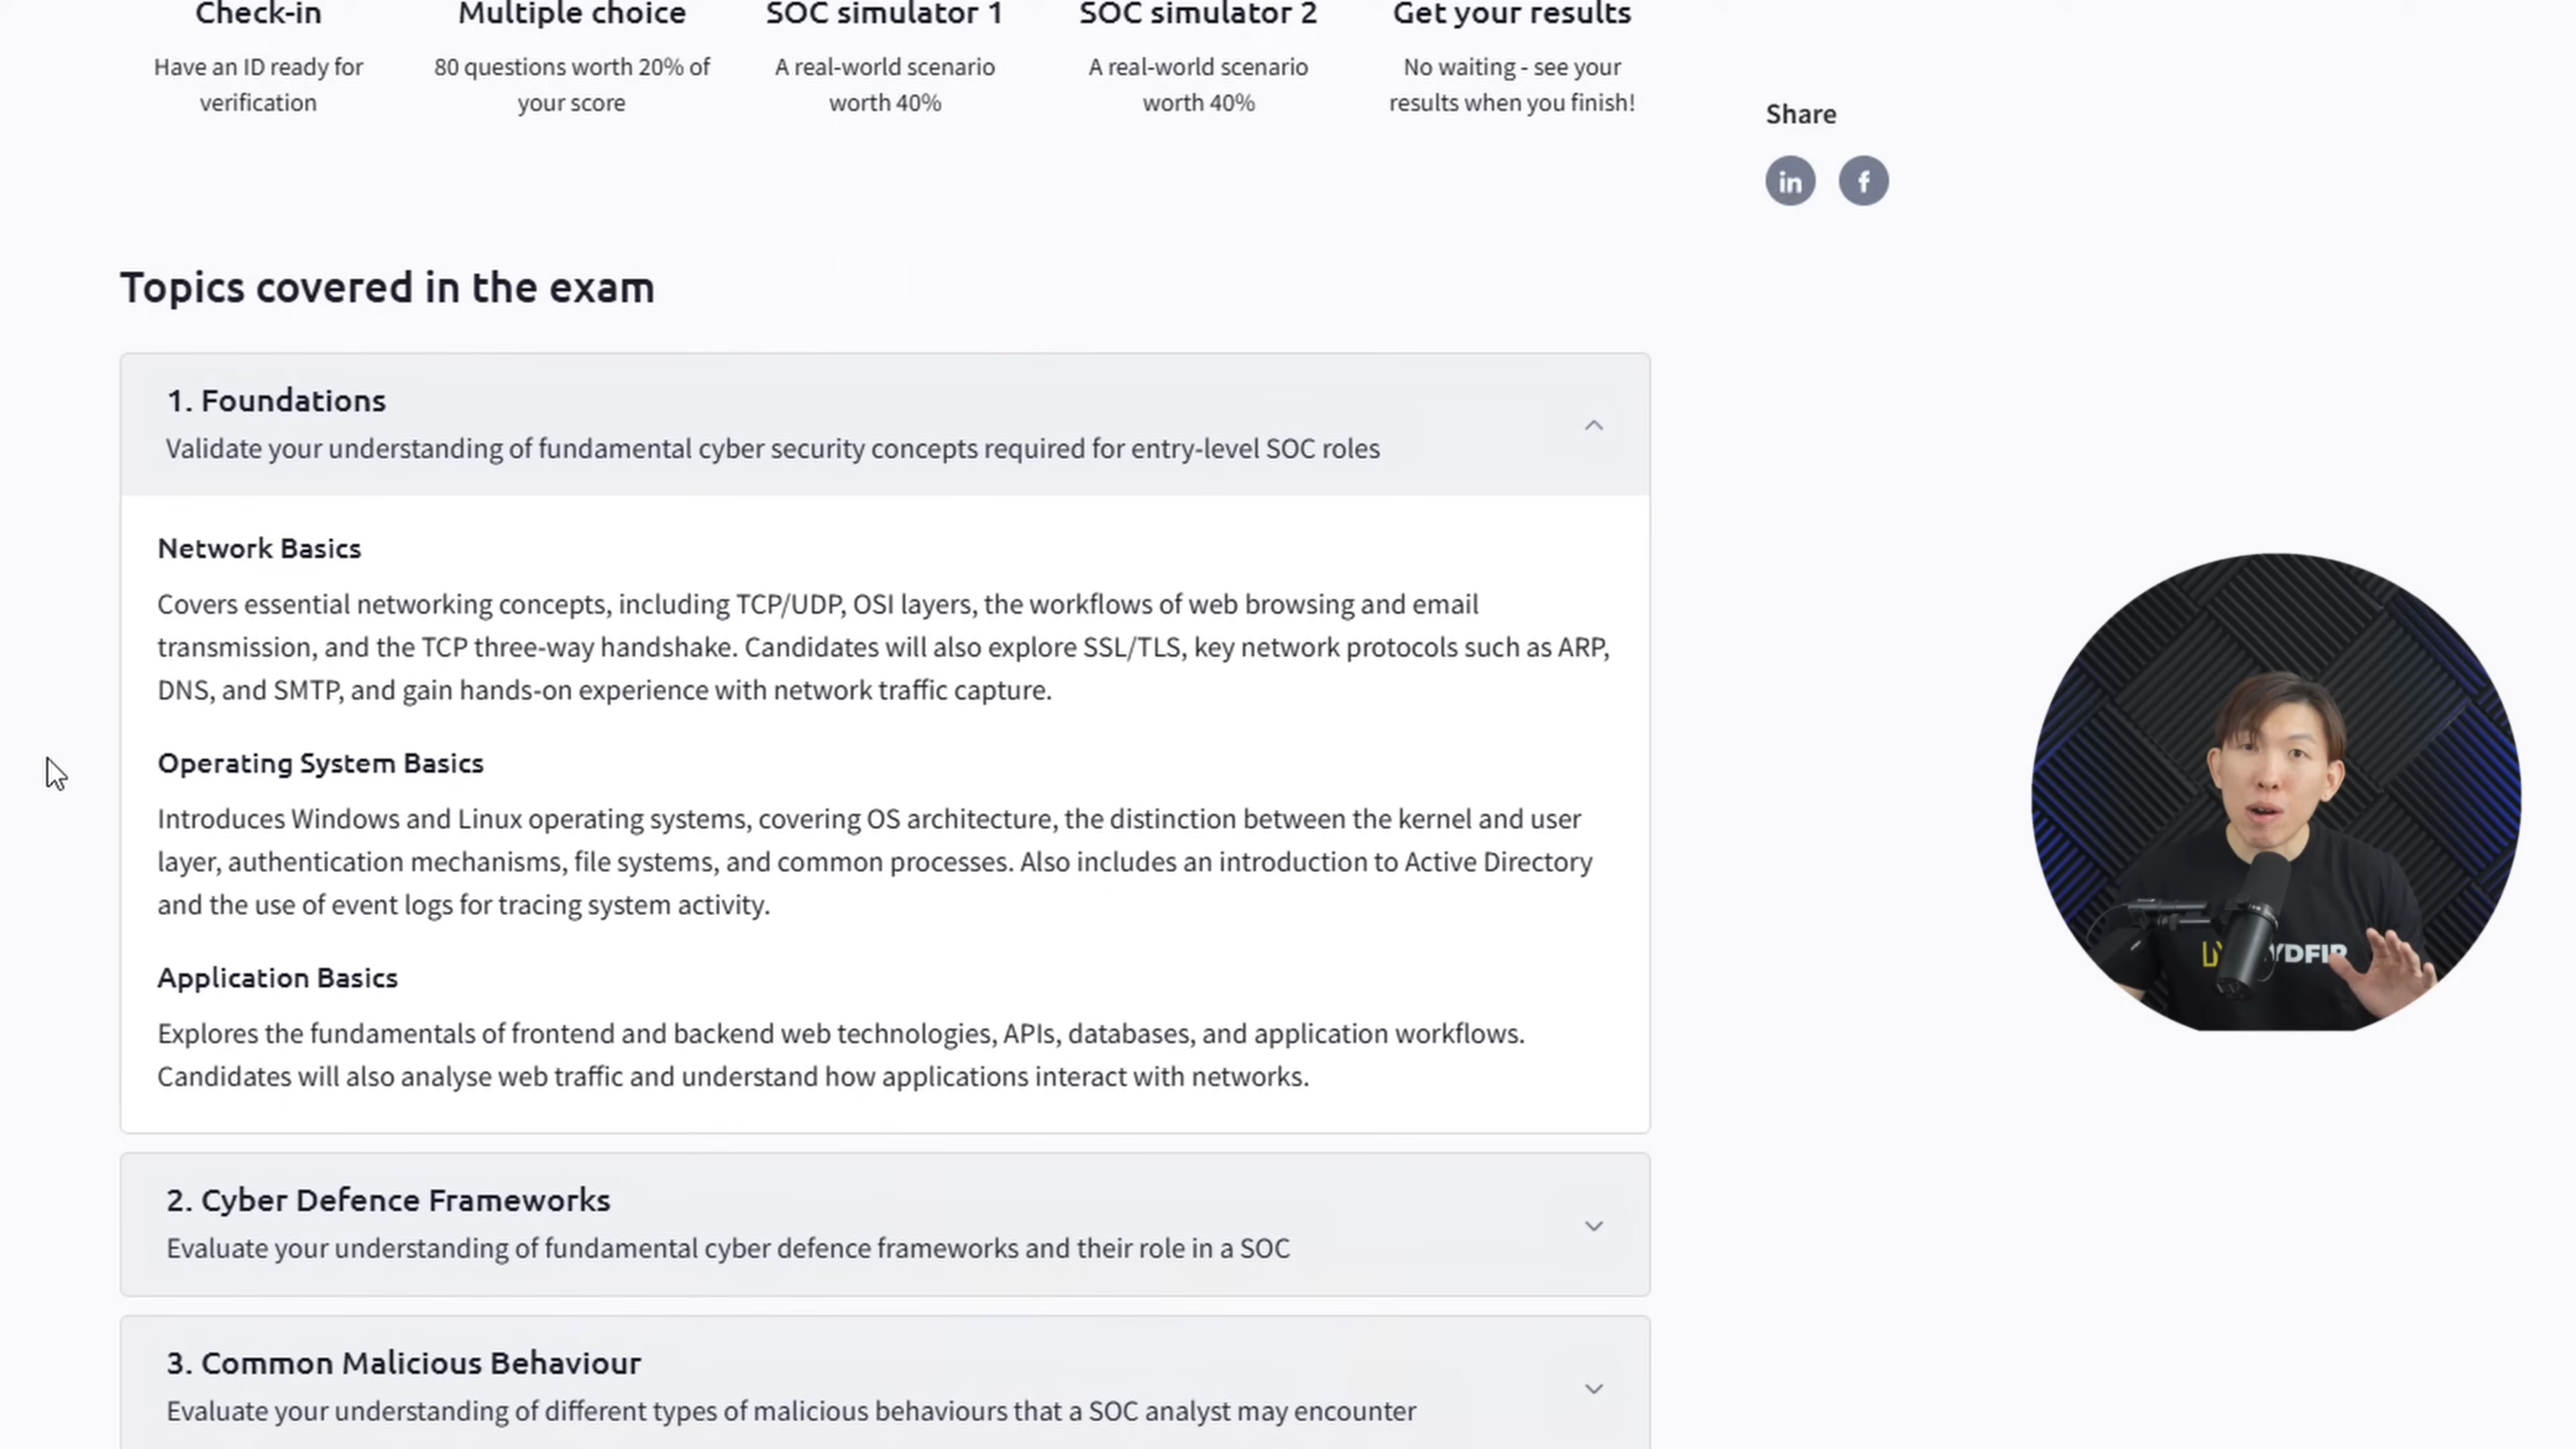 Check-in
Have an ID ready for
verification
Multiple choice
80 questions worth 20% of
your score
SOC simulator 1
A real-world scenario
worth 40%
SOC simulator 2
A real-world scenario
worth 40%
Get your results
No waiting - see your
results when you finish!
Share
in f
Topics covered in the exam
1. Foundations
Validate your understanding of fundamental cyber security concepts required for entry-level SOC roles
Network Basics
Covers essential networking concepts, including TCP/UDP, OSI layers, the workflows of web browsing and email
transmission, and the TCP three-way handshake. Candidates will also explore SSL/TLS, key network protocols such as ARP,
DNS, and SMTP, and gain hands-on experience with network traffic capture.
Operating System Basics
Introduces Windows and Linux operating systems, covering OS architecture, the distinction between the kernel and user
layer, authentication mechanisms, file systems, and common processes. Also includes an introduction to Active Directory
and the use of event logs for tracing system activity.
Application Basics
Explores the fundamentals of frontend and backend web technologies, APIs, databases, and application workflows.
Candidates will also analyse web traffic and understand how applications interact with networks.
2. Cyber Defence Frameworks
Evaluate your understanding of fundamental cyber defence frameworks and their role in a SOC
3. Common Malicious Behaviour
Evaluate your understanding of different types of malicious behaviours that a SOC analyst may encounter